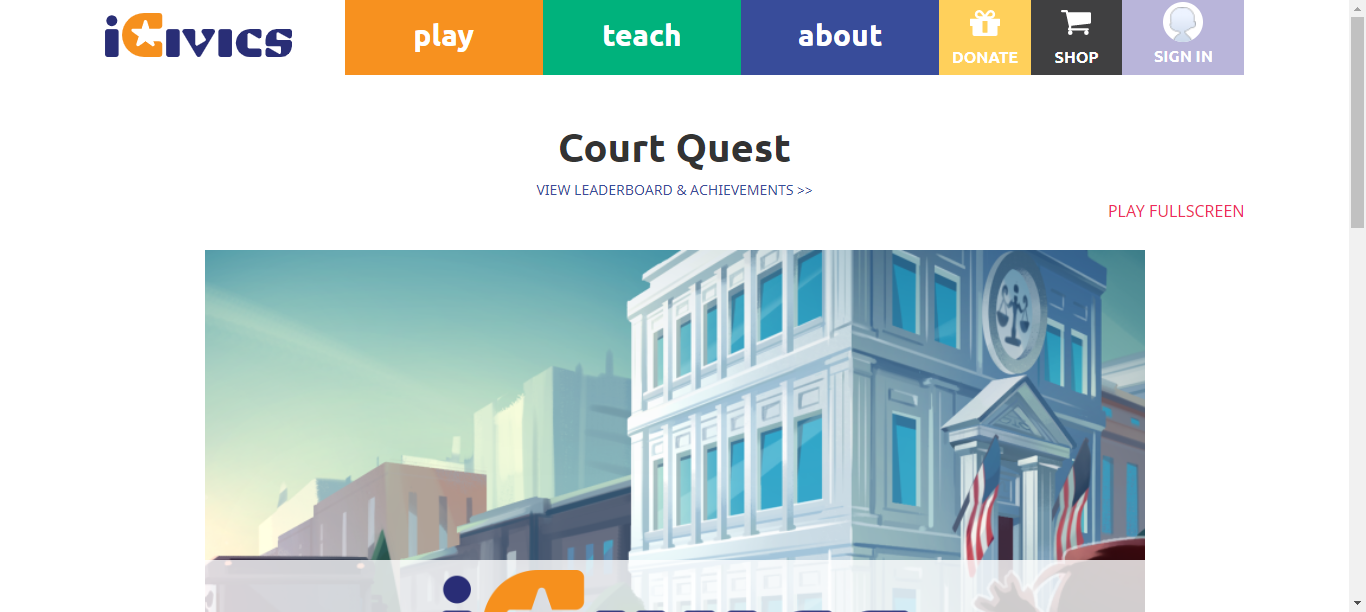 iCivics
play
teach
about
DONATE
SHOP
SIGN IN
Court Quest
VIEW LEADERBOARD & ACHIEVEMENTS >>
PLAY FULLSCREEN